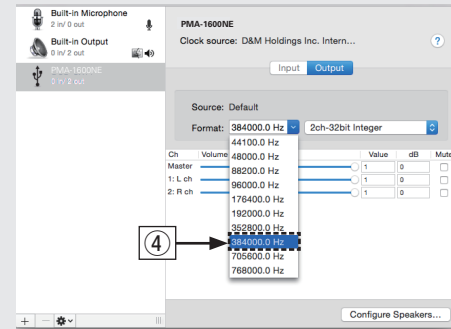 Built-in Microphone
2 in/ 0 out
Built-in Output
0 in/ 2 out
PMA-1600NE
0 in/ 2 out
PMA-1600NE
Clock source: D&M Holdings Inc. Intern...
?
Input Output
Source: Default
Format: 384000.0 Hz 2ch-32bit Integer
44100.0 Hz
48000.0 Hz
88200.0 Hz
96000.0 Hz
176400.0 Hz
192000.0 Hz
352800.0 Hz
384000.0 Hz
705600.0 Hz
768000.0 Hz
Ch Volume Value dB Mute
Master 1 0
1: L ch 1 0
2: R ch 1 0
④
Configure Speakers...